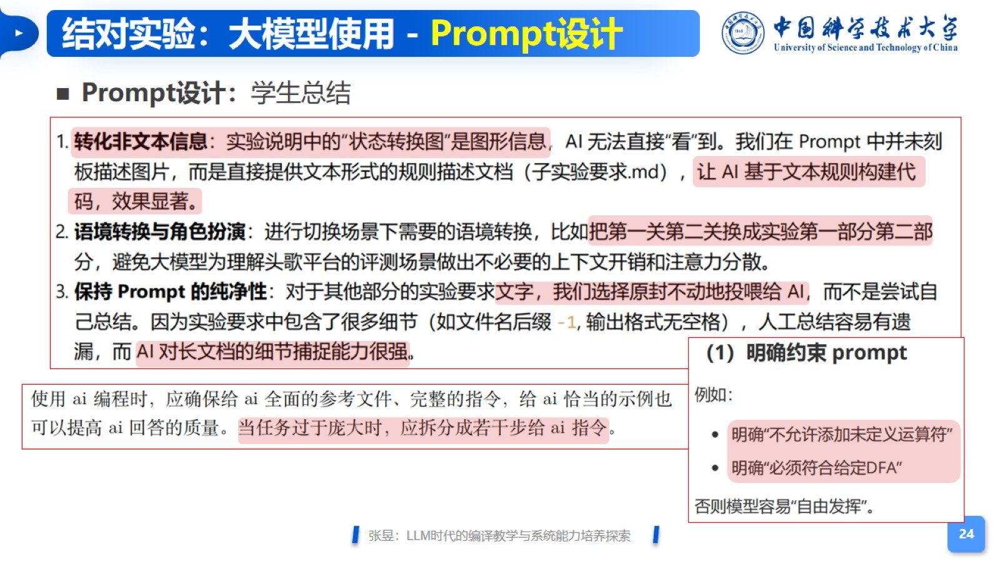 结对实验：大模型使用 - Prompt设计
中国科学技术大学
University of Science and Technology of China
■ Prompt设计：学生总结
1. 转化非文本信息：实验说明中的“状态转换图”是图形信息，AI 无法直接“看”到。我们在 Prompt 中并未刻
板描述图片，而是直接提供文本形式的规则描述文档（子实验要求.md），让 AI 基于文本规则构建代
码，效果显著。
2. 语境转换与角色扮演：进行切换场景下需要的语境转换，比如把第一关第二关换成实验第一部分第二部
分，避免大模型为理解头歌平台的评测场景做出不必要的上下文开销和注意力分散。
3. 保持 Prompt 的纯净性：对于其他部分的实验要求文字，我们选择原封不动地投喂给 AI，而不是尝试自
己总结。因为实验要求中包含了很多细节（如文件名后缀 -1, 输出格式无空格），人工总结容易有遗
漏，而 AI 对长文档的细节捕捉能力很强。
使用 ai 编程时，应确保给 ai 全面的参考文件、完整的指令，给 ai 恰当的示例也
可以提高 ai 回答的质量。当任务过于庞大时，应拆分成若干步给 ai 指令。
（1）明确约束 prompt
例如：
• 明确“不允许添加未定义运算符”
• 明确“必须符合给定DFA”
否则模型容易“自由发挥”。
张昱：LLM时代的编译教学与系统能力培养探索
24